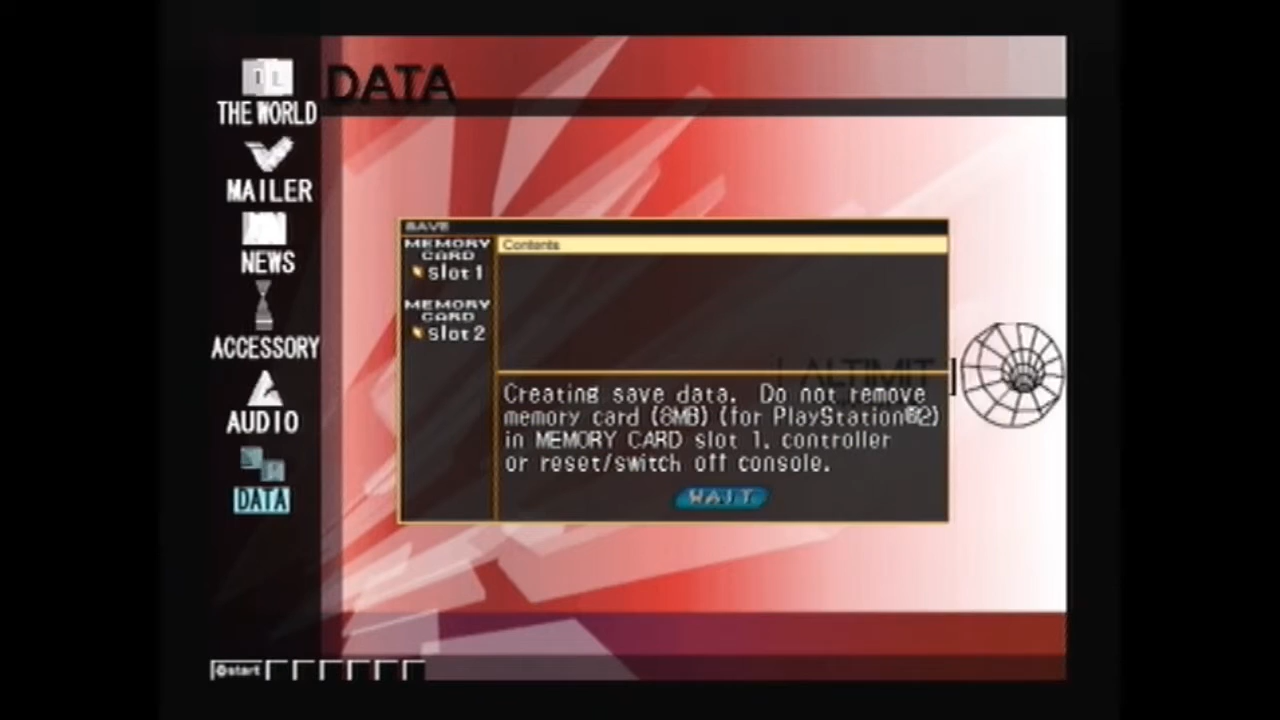 DATA
THE WORLD
MAILER
NEWS
ACCESSORY
AUDIO
DATA
SAVE
MEMORY
CARD
slot 1
MEMORY
CARD
slot 2
Contents
ALTIMIT
Creating save data. Do not remove
memory card (8MB) (for PlayStation®2)
in MEMORY CARD slot 1, controller
or reset/switch off console.
WAIT
start